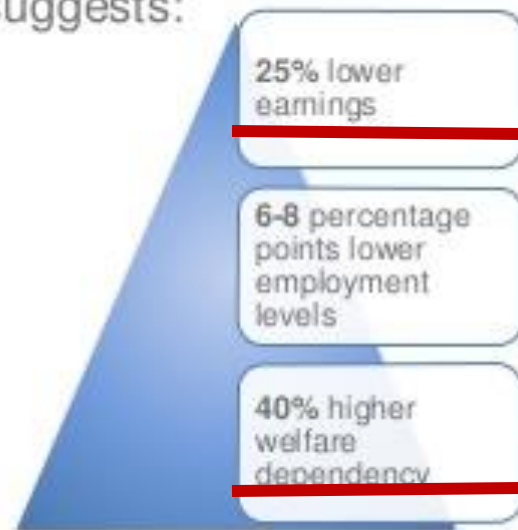 suggests:
25% lower
earnings
6-8 percentage
points lower
employment
levels
40% higher
welfare
dependency